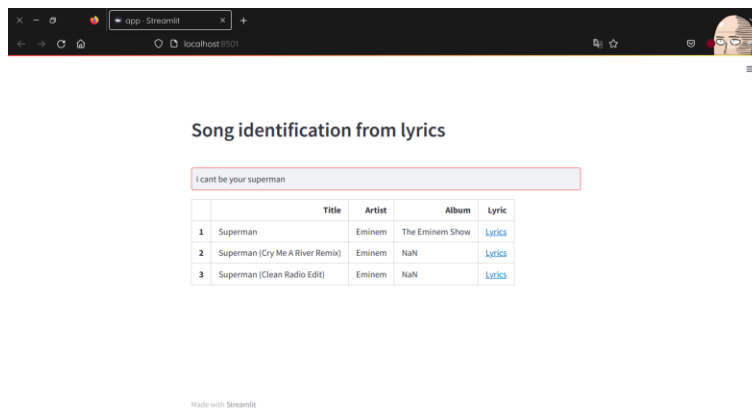 app · Streamlit
localhost:8501
Song identification from lyrics
i cant be your superman
Title Artist Album Lyric
1 Superman Eminem The Eminem Show Lyrics
2 Superman (Cry Me A River Remix) Eminem NaN Lyrics
3 Superman (Clean Radio Edit) Eminem NaN Lyrics
Made with Streamlit